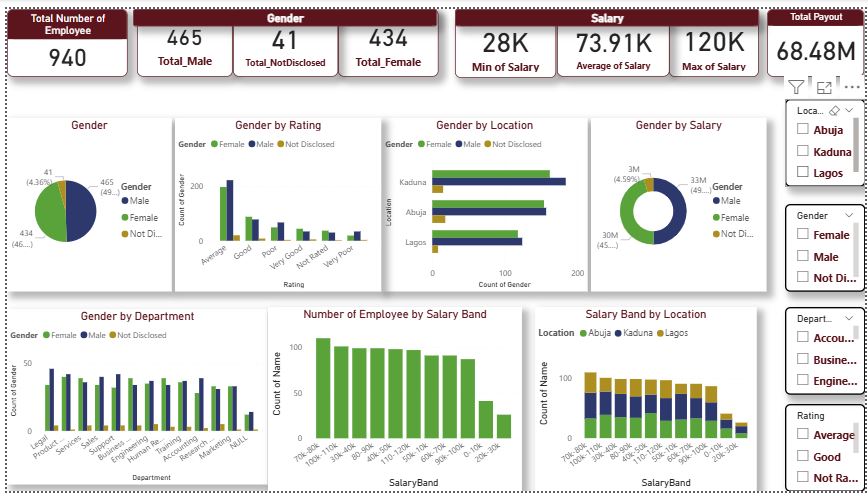 Total Number of
Employee
940
Gender
465
Total_Male
41
Total_NotDisclosed
434
Total_Female
Salary
28K
Min of Salary
73.91K
Average of Salary
120K
Max of Salary
Total Payout
68.48M
Gender
41
(4.36%)
465
(49...)
434
(46....)
Gender
Male
Female
Not Di...
Gender by Rating
Gender Female Male Not Disclosed
Count of Gender
200
0
Average
Good
Poor
Very Good
Not Rated
Very Poor
Rating
Gender by Location
Gender Female Male Not Disclosed
Location
Kaduna
Abuja
Lagos
0 100 200
Count of Gender
Gender by Salary
3M
(4.59%)
33M
(49....)
30M
(45....)
Gender
Male
Female
Not Di...
Loca...
Abuja
Kaduna
Lagos
Gender
Female
Male
Not Di...
Depart...
Accou...
Busine...
Engine...
Rating
Average
Good
Not Ra...
Gender by Department
Gender Female Male Not Disclosed
Count of Gender
50
0
Legal
Product...
Services
Sales
Support
Business ...
Engineering
Human Re...
Training
Accounting
Research ...
Marketing
NULL
Department
Number of Employee by Salary Band
Count of Name
100
50
0
70k-80k
100k-110k
30k-40k
80-90k
40k-50k
110-120k
50k-10k
60k-70k
90k-100k
0-10k
20k-30k
SalaryBand
Salary Band by Location
Location Abuja Kaduna Lagos
Count of Name
100
0
70k-80k
100k-110k
30k-40k
80-90k
40k-50k
110-120k
50k-10k
60k-70k
90k-100k
0-10k
20k-30k
SalaryBand